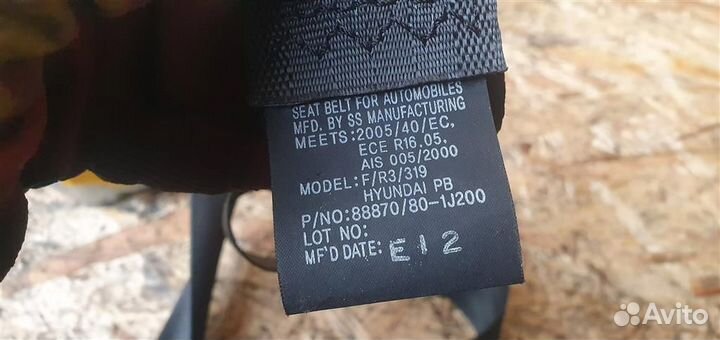 SEAT BELT FOR AUTOMOBILES
MFD. BY SS MANUFACTURING
MEETS:2005/40/EC,
ECE R16.05,
AIS 005/2000
MODEL:F/R3/319
HYUNDAI PB
P/NO:88870/80-1J200
LOT NO:
MF'D DATE: E12
Avito